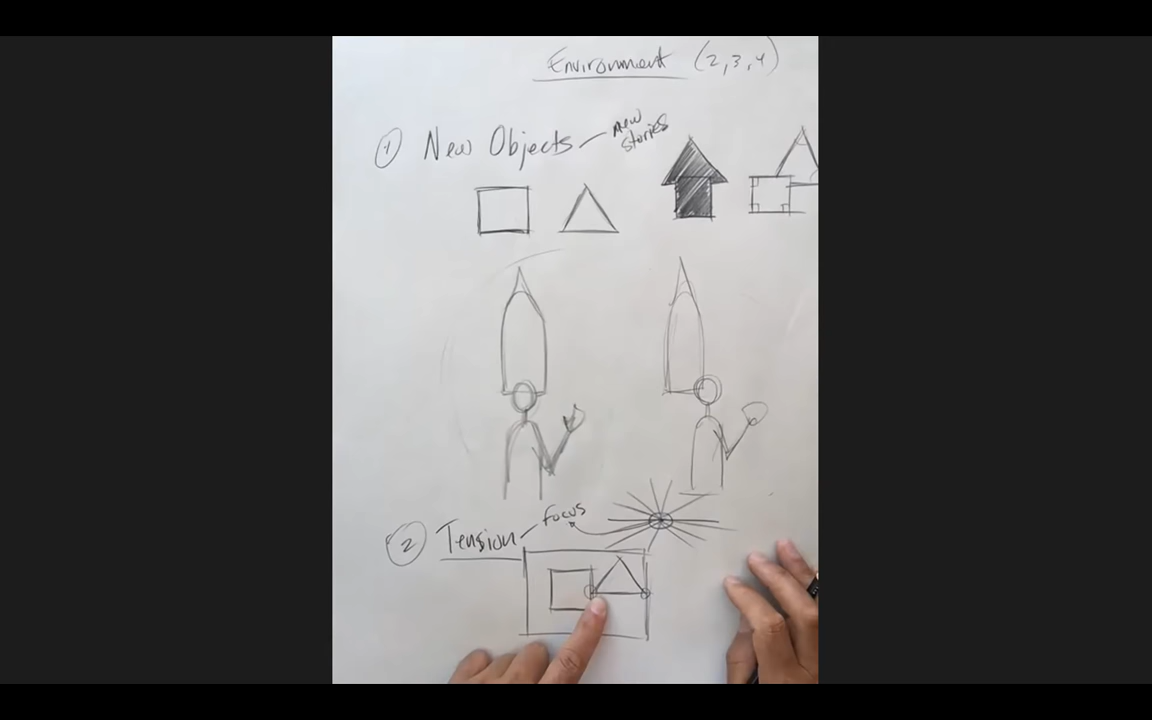 Environment (2,3,4)
① New Objects — new
stories
② Tension — focus